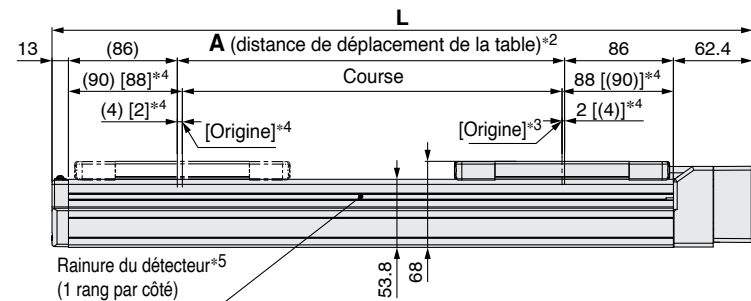 L
13 (86) A (distance de déplacement de la table)*2 86 62.4
(90) [88]*4 Course 88 [(90)]*4
(4) [2]*4 [Origine]*4 [Origine]*3 2 [(4)]*4
Rainure du détecteur*5
(1 rang par côté)
53.8
68